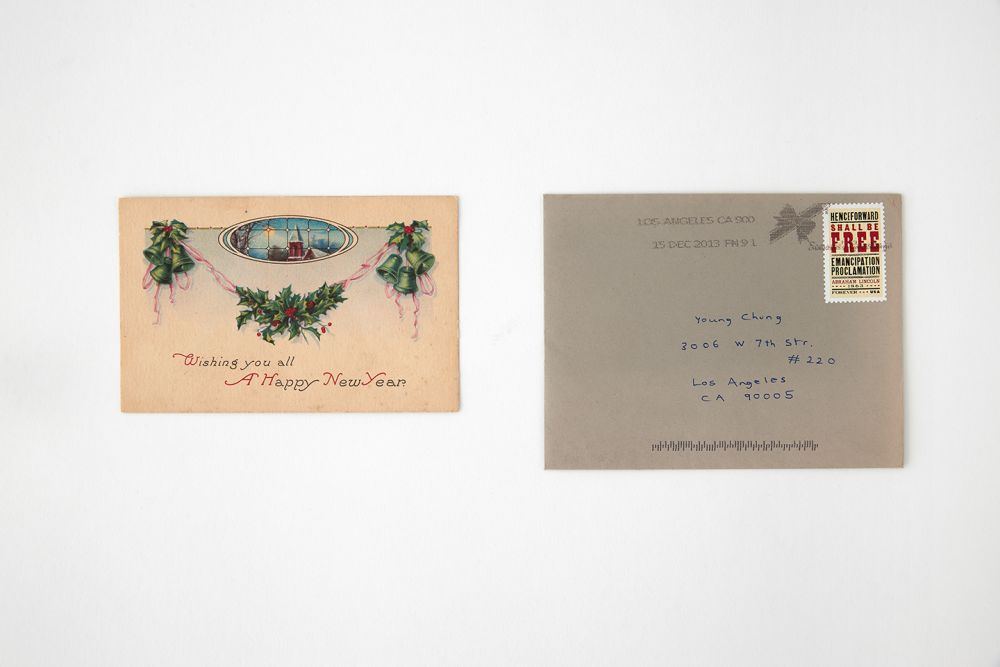 Wishing you all
A Happy New Year
LOS ANGELES CA 900
15 DEC 2013 PM 9 L
HENCEFORWARD
SHALL BE
FREE
EMANCIPATION
PROCLAMATION
ABRAHAM LINCOLN
1863
FOREVER USA
Young Chung
3006 W 7th Str.
#220
Los Angeles
CA 90005